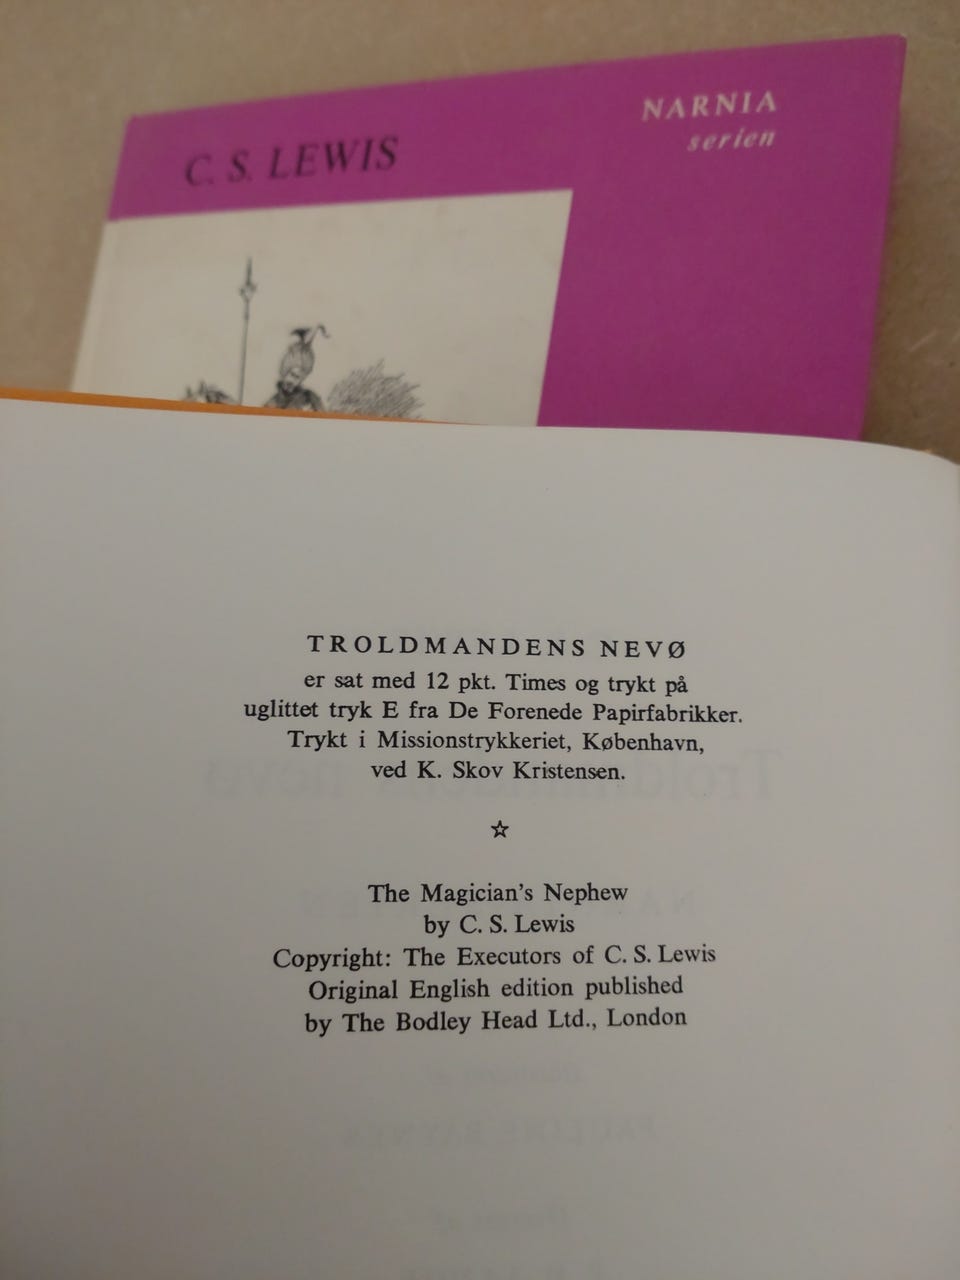 C. S. LEWIS
NARNIA
serien
TROLDMANDENS NEVØ
er sat med 12 pkt. Times og trykt på
uglittet tryk E fra De Forenede Papirfabrikker.
Trykt i Missionstrykkeriet, København,
ved K. Skov Kristensen.
☆
The Magician's Nephew
by C. S. Lewis
Copyright: The Executors of C. S. Lewis
Original English edition published
by The Bodley Head Ltd., London